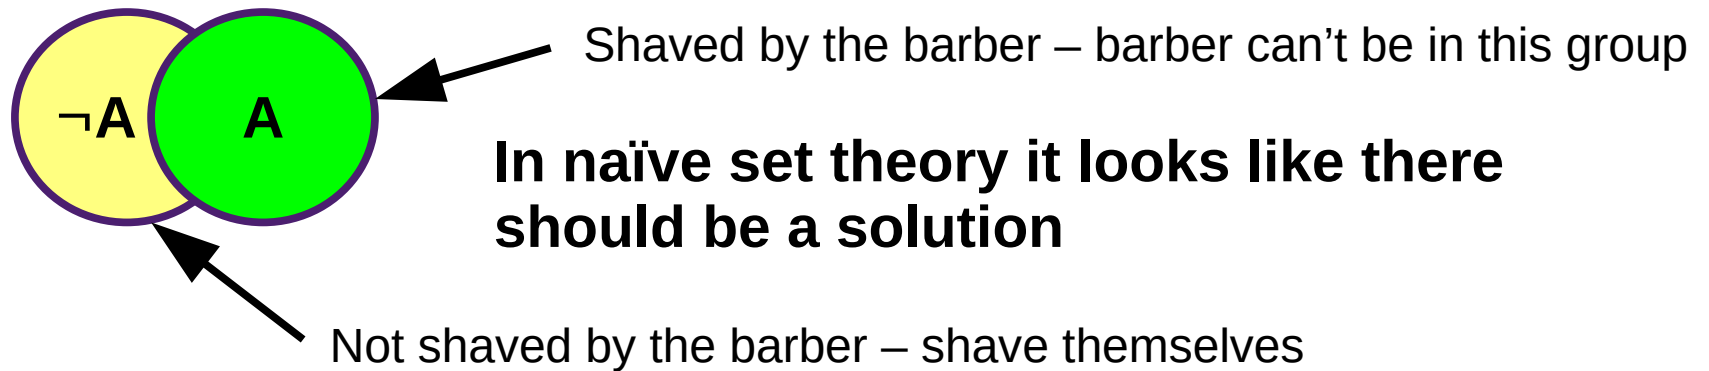 Shaved by the barber – barber can’t be in this group
¬A A
In naïve set theory it looks like there
should be a solution
Not shaved by the barber – shave themselves